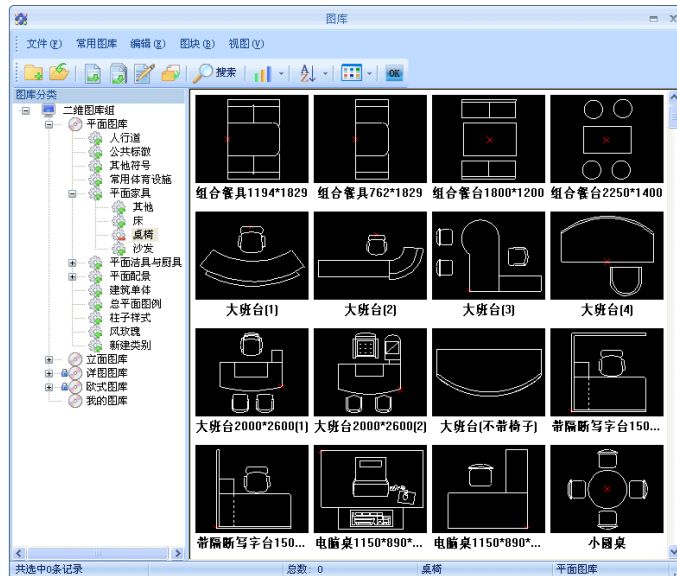 图库
文件(F) 常用图库 编辑(E) 图块(B) 视图(V)
搜索 OK
图库分类
二维图库组
平面图库
人行道
公共标徽
其他符号
常用体育设施
平面家具
其他
床
桌椅
沙发
平面洁具与厨具
平面配景
建筑单体
总平面图例
柱子样式
风玫瑰
新建类别
立面图库
详图图库
欧式图库
我的图库
组合餐具1194*1829 组合餐具762*1829 组合餐台1800*1200 组合餐台2250*1400
大班台(1) 大班台(2) 大班台(3) 大班台(4)
大班台2000*2600(1) 大班台2000*2600(2) 大班台(不带椅子) 带隔断写字台150...
带隔断写字台150... 电脑桌1150*890*... 电脑桌1150*890*... 小圆桌
共选中0条记录 总数: 0 桌椅 平面图库